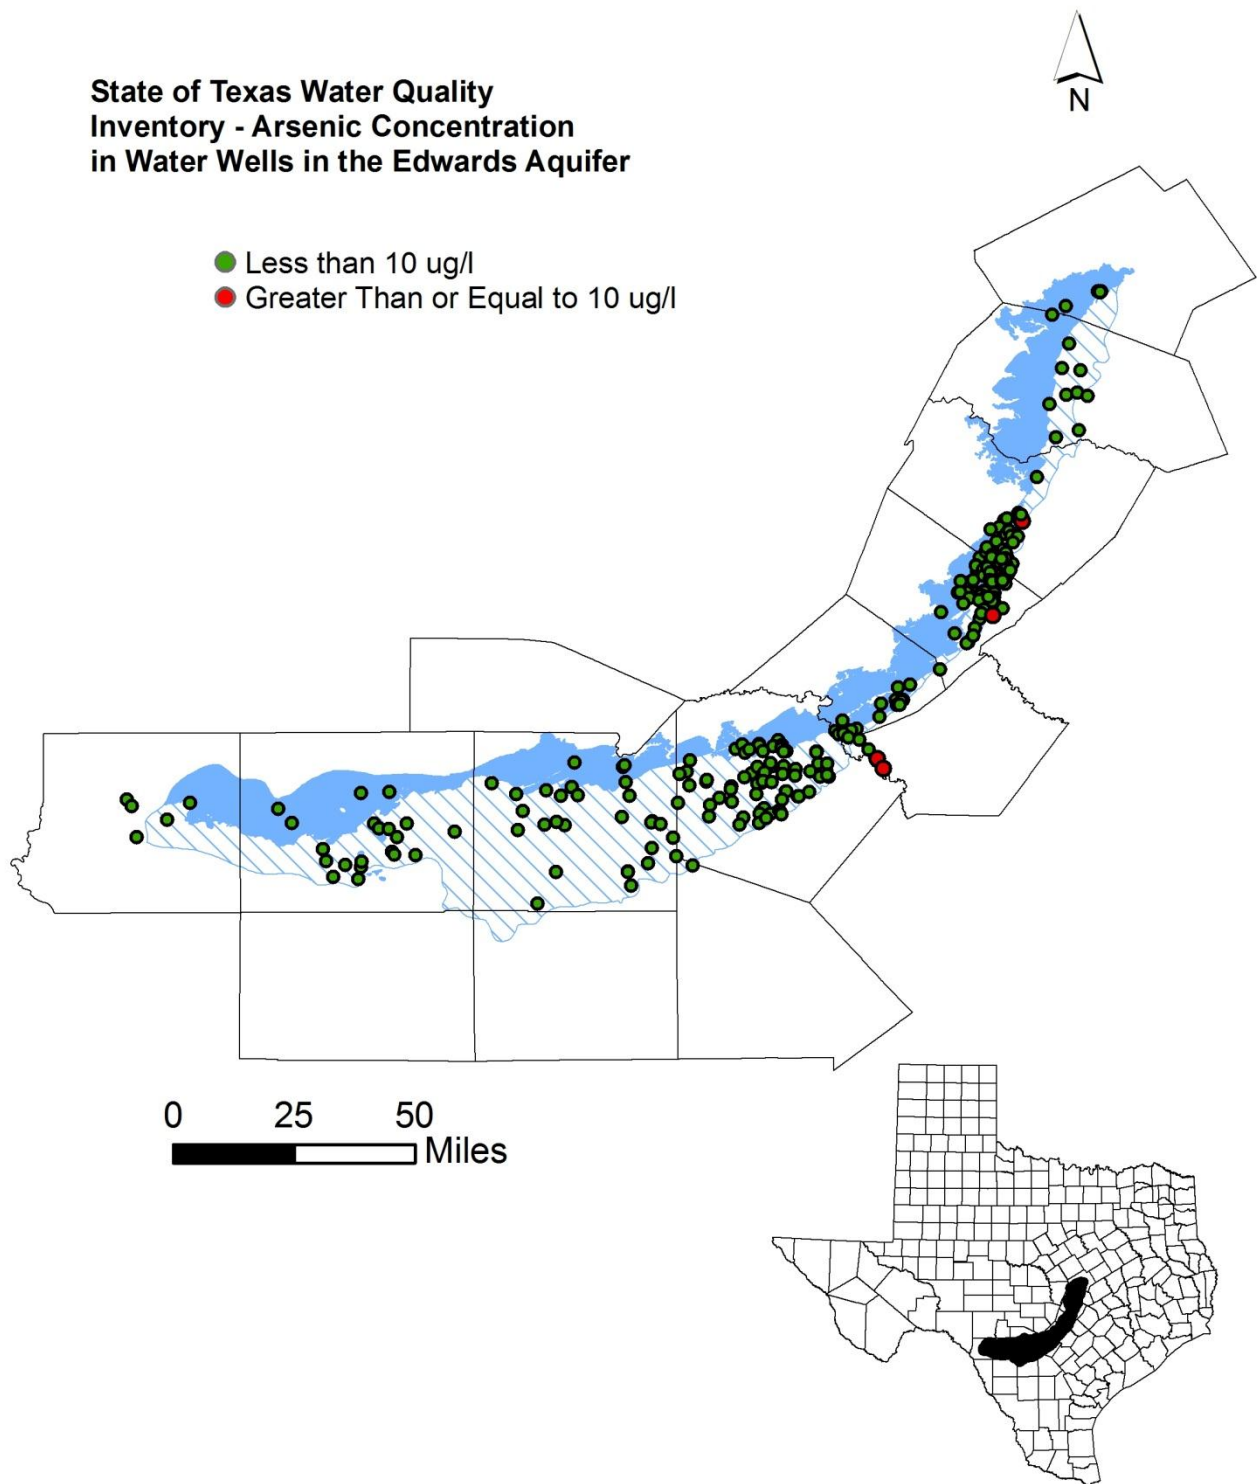 N
State of Texas Water Quality
Inventory - Arsenic Concentration
in Water Wells in the Edwards Aquifer
Less than 10 ug/l
Greater Than or Equal to 10 ug/l
0 25 50
Miles